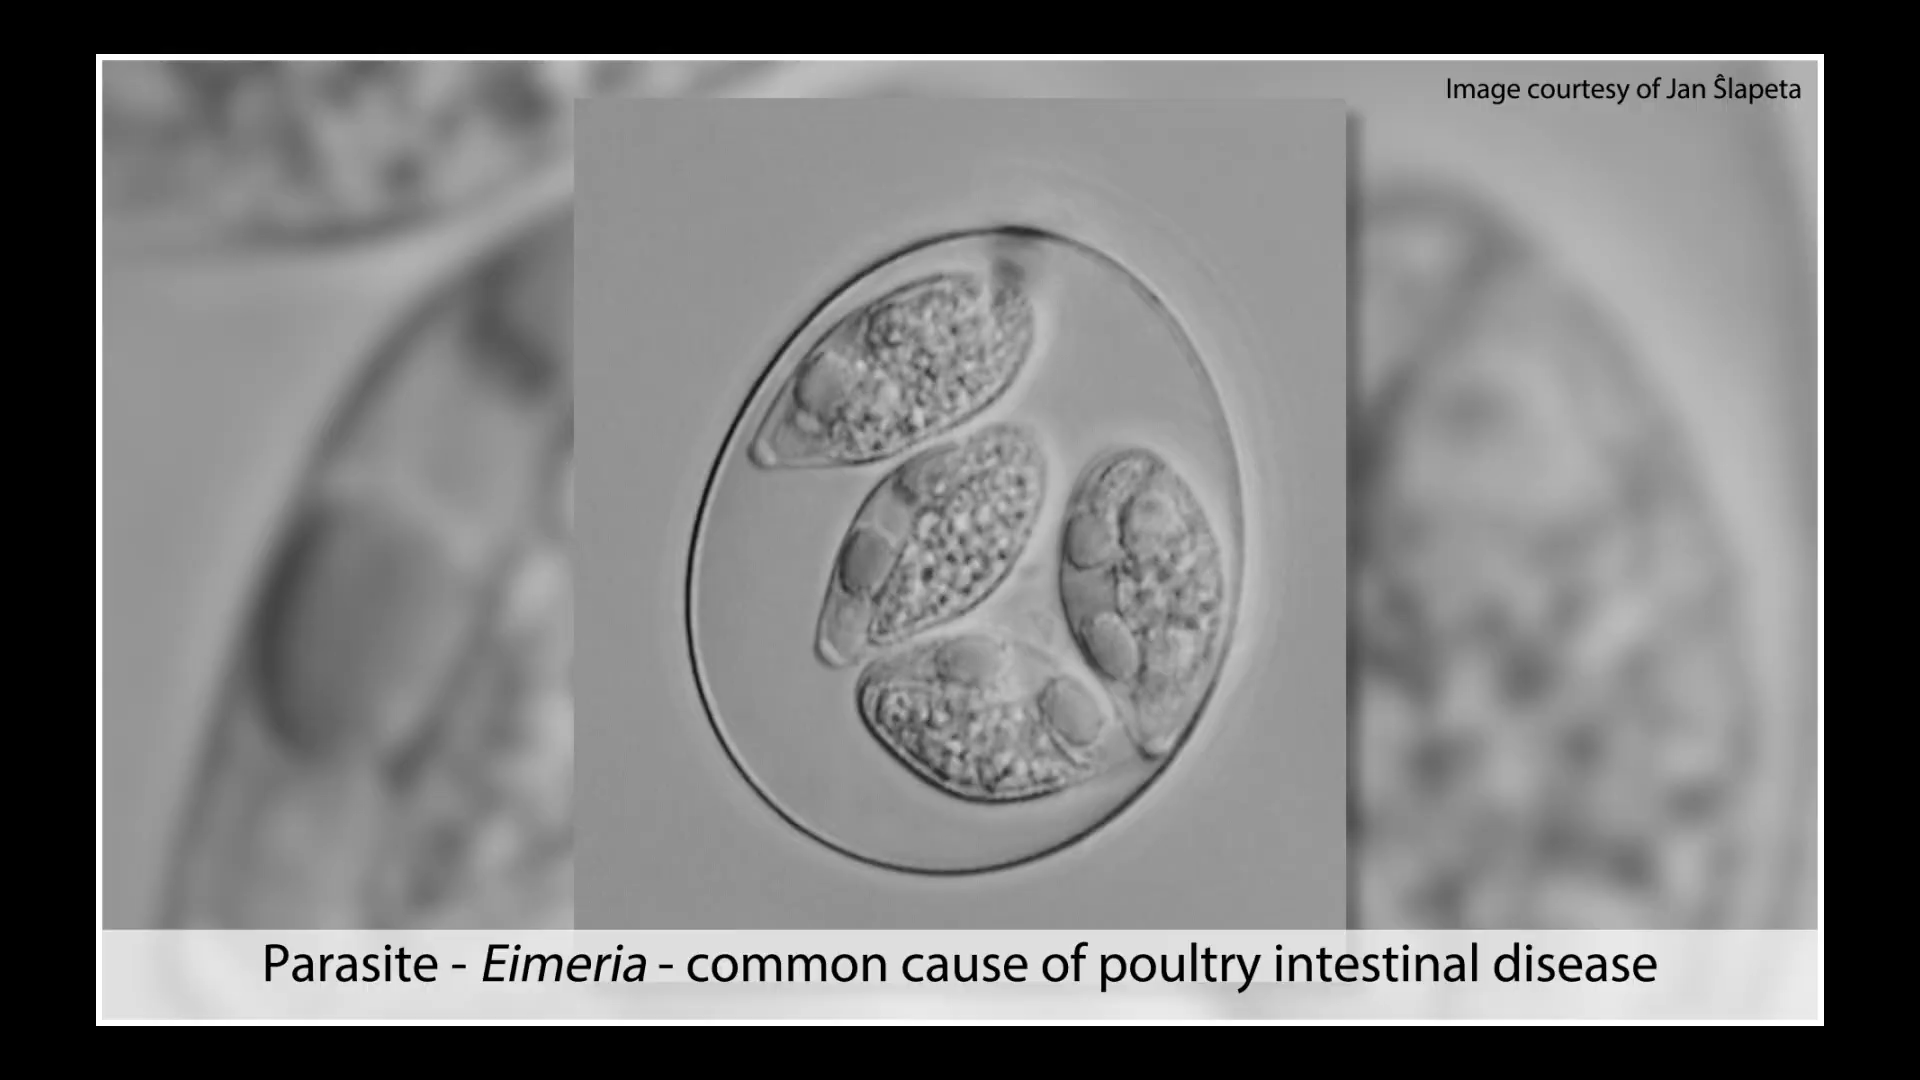 Image courtesy of Jan Ŝlapeta
Parasite - Eimeria - common cause of poultry intestinal disease